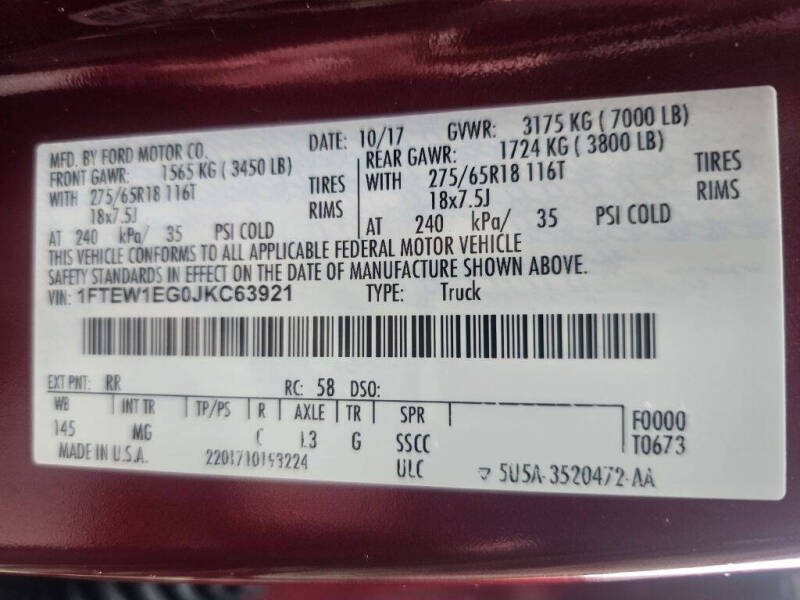 MFD. BY FORD MOTOR CO. DATE: 10/17 GVWR: 3175 KG ( 7000 LB)
FRONT GAWR: 1565 KG ( 3450 LB) REAR GAWR: 1724 KG ( 3800 LB)
WITH 275/65R18 116T TIRES WITH 275/65R18 116T TIRES
18x7.5J RIMS 18x7.5J RIMS
AT 240 kPa/ 35 PSI COLD AT 240 kPa/ 35 PSI COLD
THIS VEHICLE CONFORMS TO ALL APPLICABLE FEDERAL MOTOR VEHICLE
SAFETY STANDARDS IN EFFECT ON THE DATE OF MANUFACTURE SHOWN ABOVE.
VIN: 1FTEW1EG0JKC63921 TYPE: Truck
EXT PNT: RR RC: 58 DSO:
WB INT TR TP/PS R AXLE TR SPR F0000
145 MG G SSCC T0673
MADE IN U.S.A. ULC 5U5A-3520472-AA